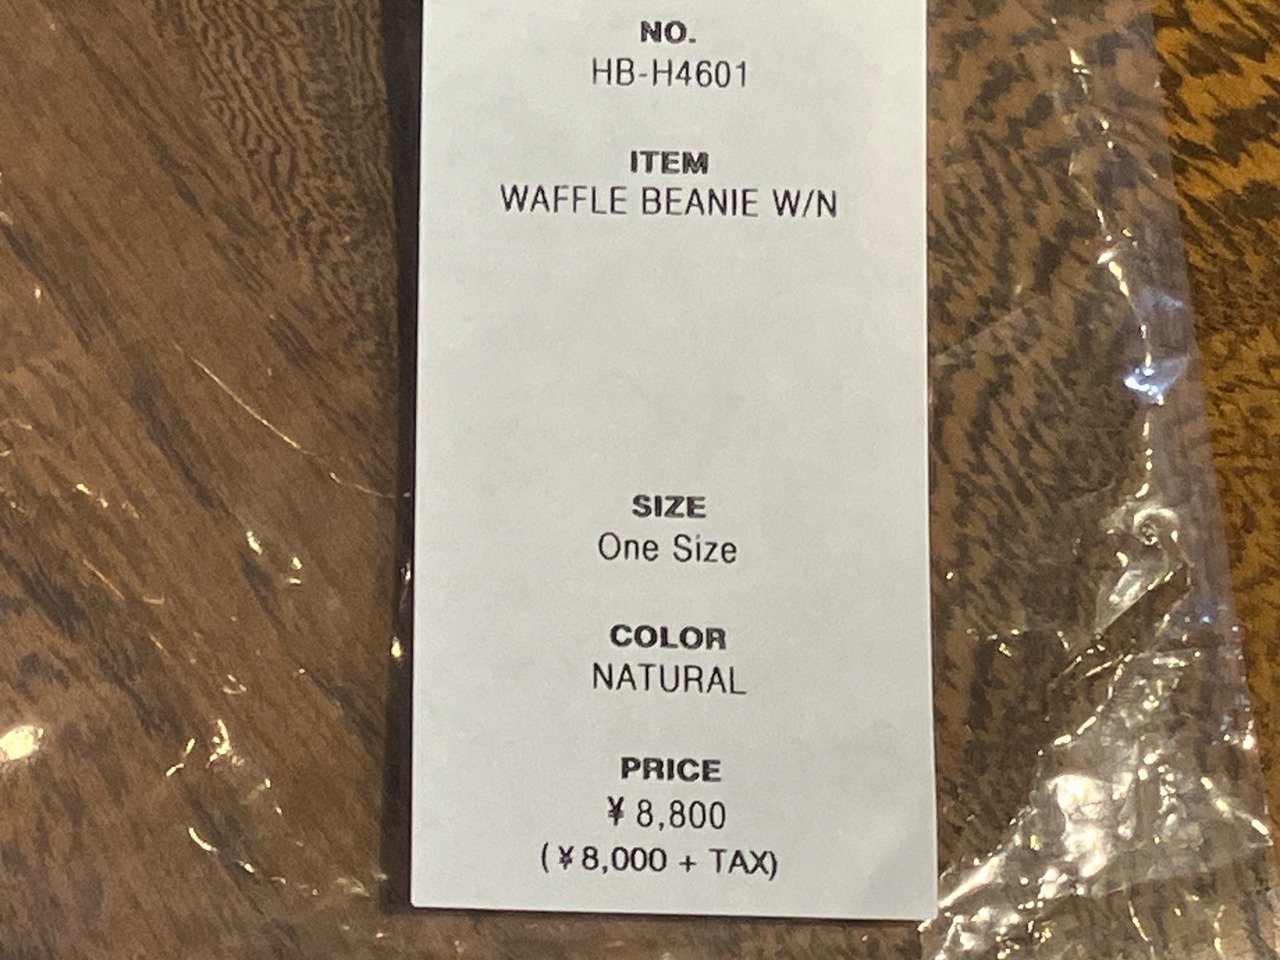 NO.
HB-H4601
ITEM
WAFFLE BEANIE W/N
SIZE
One Size
COLOR
NATURAL
PRICE
¥8,800
(¥8,000 + TAX)